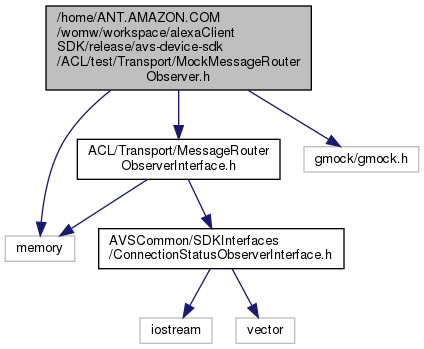 /home/ANT.AMAZON.COM
/womw/workspace/alexaClient
SDK/release/avs-device-sdk
/ACL/test/Transport/MockMessageRouter
Observer.h
ACL/Transport/MessageRouter
ObserverInterface.h
gmock/gmock.h
memory
AVSCommon/SDKInterfaces
/ConnectionStatusObserverInterface.h
iostream
vector